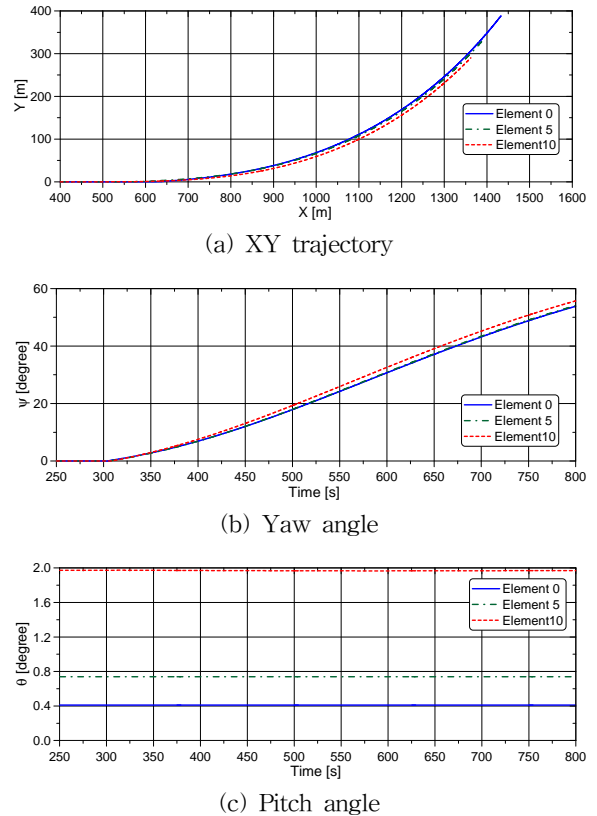 400
300
200
100
0
Y [m]
Element 0
Element 5
Element10
400 500 600 700 800 900 1000 1100 1200 1300 1400 1500 1600
X [m]
(a) XY trajectory
60
40
20
0
ψ [degree]
Element 0
Element 5
Element10
250 300 350 400 450 500 550 600 650 700 750 800
Time [s]
(b) Yaw angle
2.0
1.6
1.2
0.8
0.4
0.0
θ [degree]
Element 0
Element 5
Element10
250 300 350 400 450 500 550 600 650 700 750 800
Time [s]
(c) Pitch angle